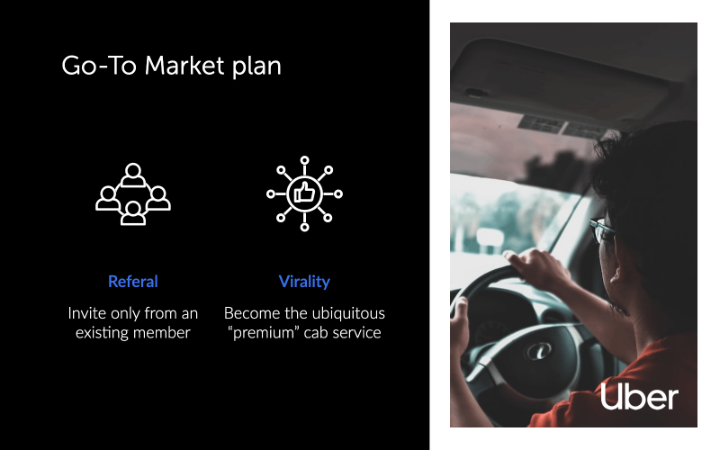 Go-To Market plan
Referal
Invite only from an
existing member
Virality
Become the ubiquitous
“premium” cab service
Uber